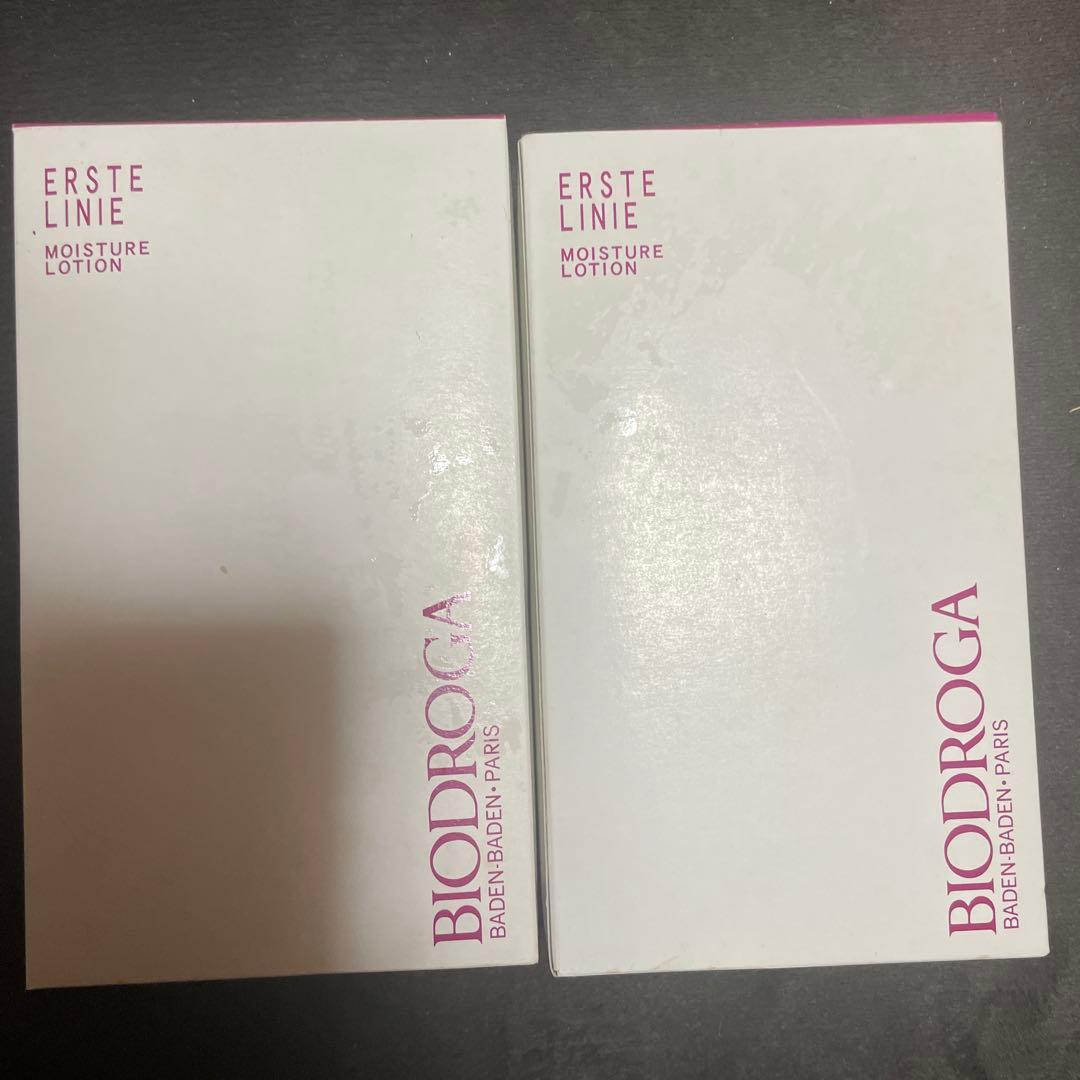 ERSTE
LINIE
MOISTURE
LOTION
BIODROGA
BADEN-BADEN•PARIS
ERSTE
LINIE
MOISTURE
LOTION
BIODROGA
BADEN-BADEN•PARIS